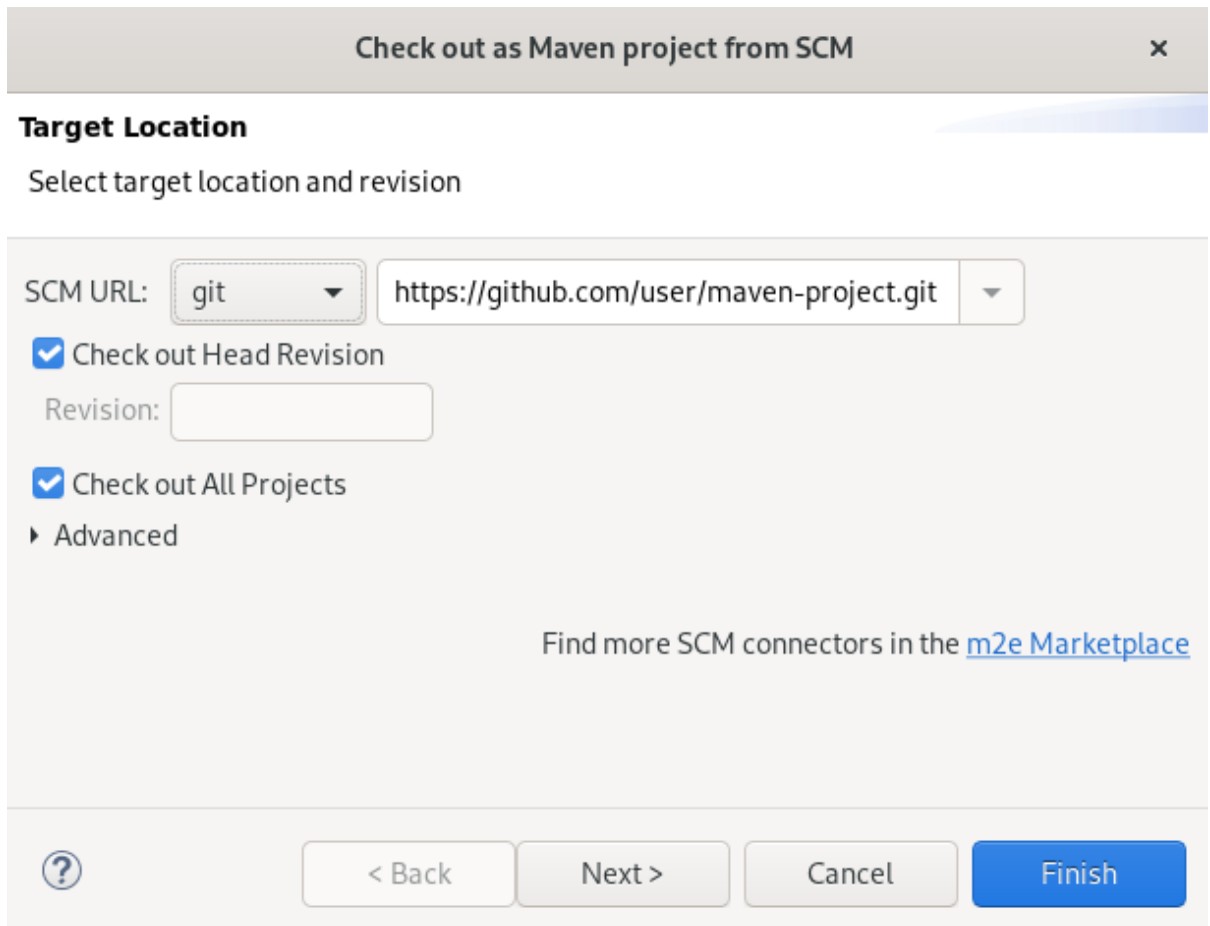 Check out as Maven project from SCM ×
Target Location
Select target location and revision
SCM URL: git https://github.com/user/maven-project.git
Check out Head Revision
Revision:
Check out All Projects
Advanced
Find more SCM connectors in the m2e Marketplace
? < Back Next > Cancel Finish